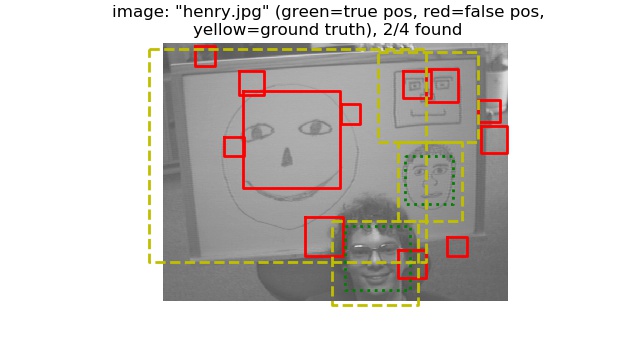 image: "henry.jpg" (green=true pos, red=false pos,
yellow=ground truth), 2/4 found